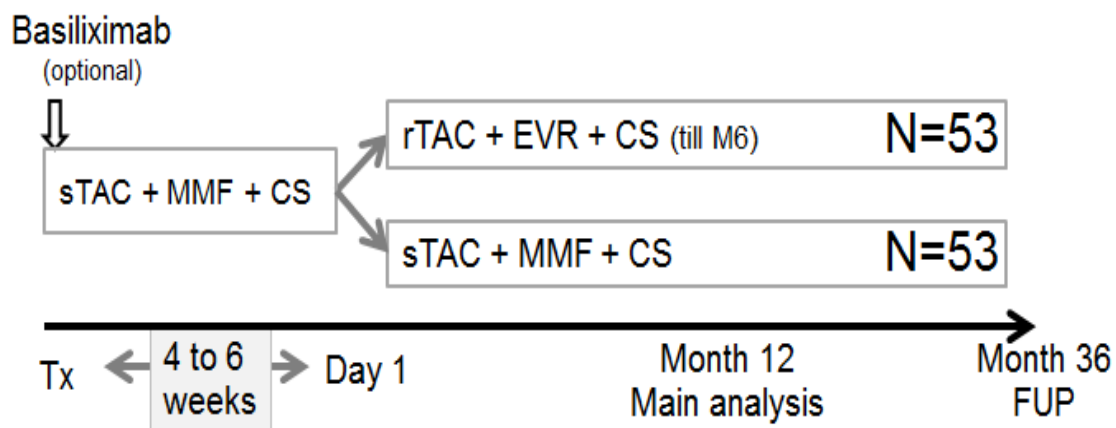 Basiliximab
(optional)
rTAC + EVR + CS (till M6) N=53
sTAC + MMF + CS
sTAC + MMF + CS N=53
Tx
4 to 6
weeks
Day 1
Month 12
Main analysis
Month 36
FUP